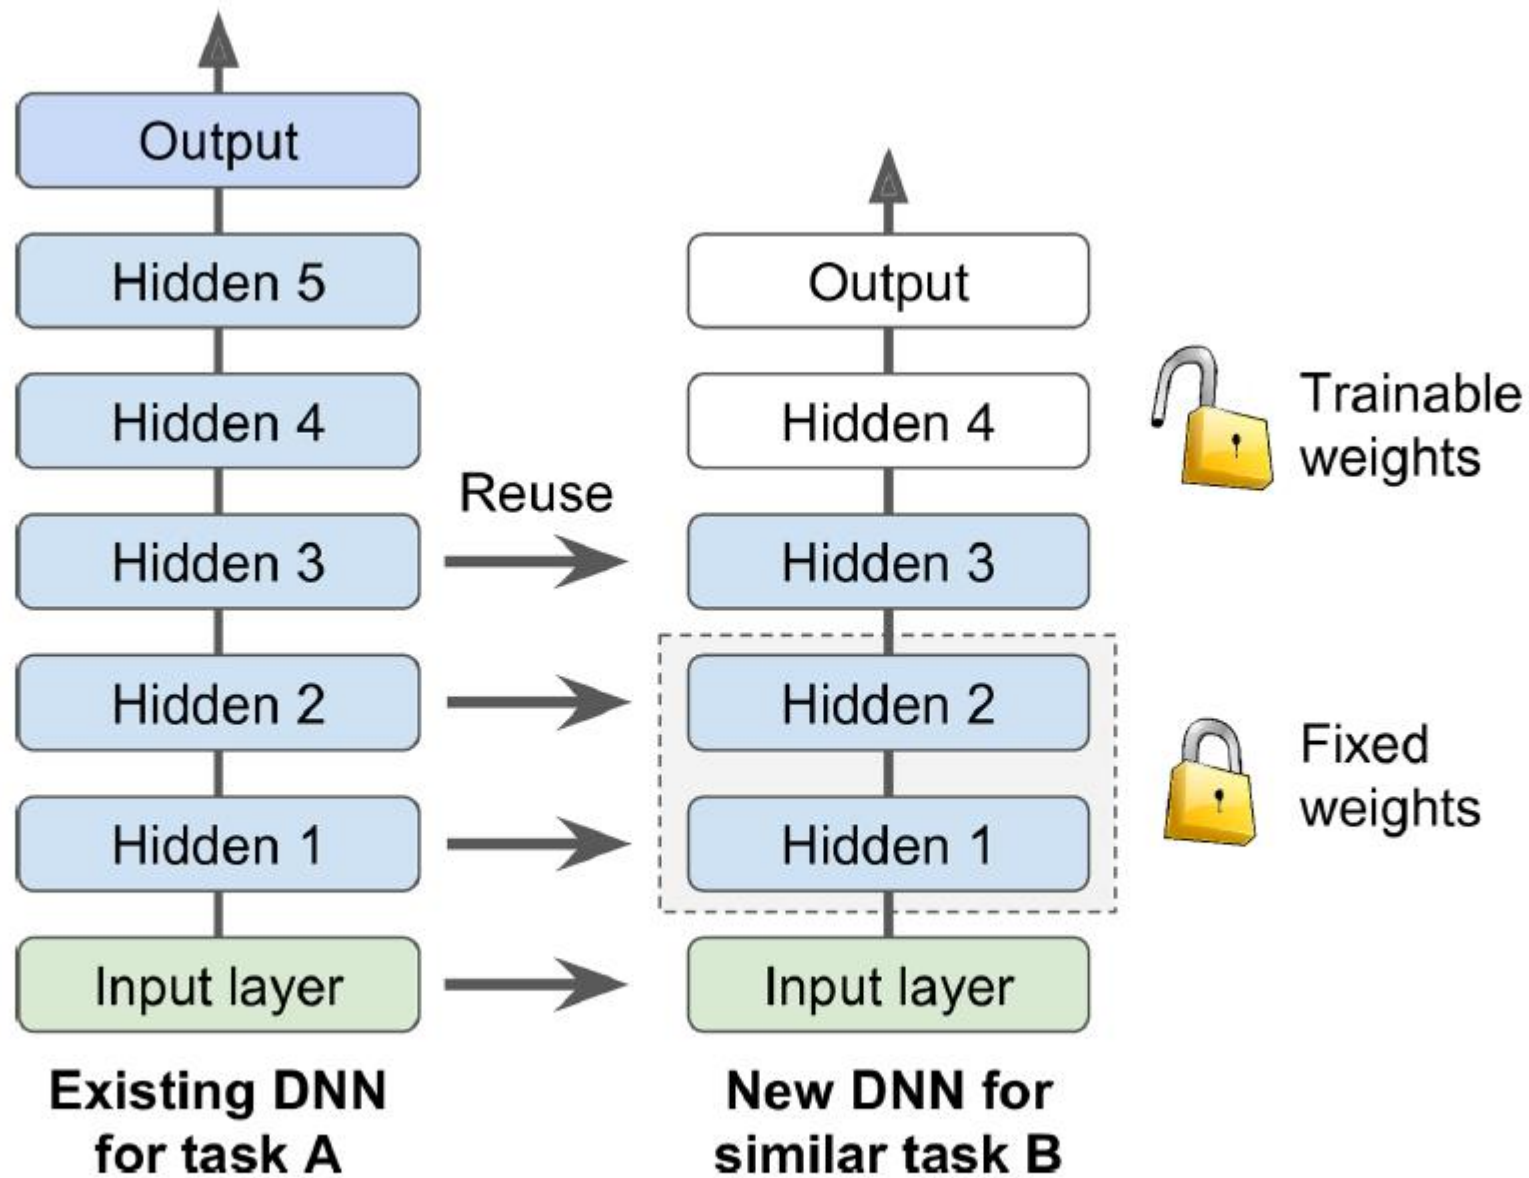 Output
Hidden 5
Hidden 4
Hidden 3
Hidden 2
Hidden 1
Input layer
Existing DNN
for task A
Reuse
Output
Hidden 4
Hidden 3
Hidden 2
Hidden 1
Input layer
New DNN for
similar task B
Trainable
weights
Fixed
weights